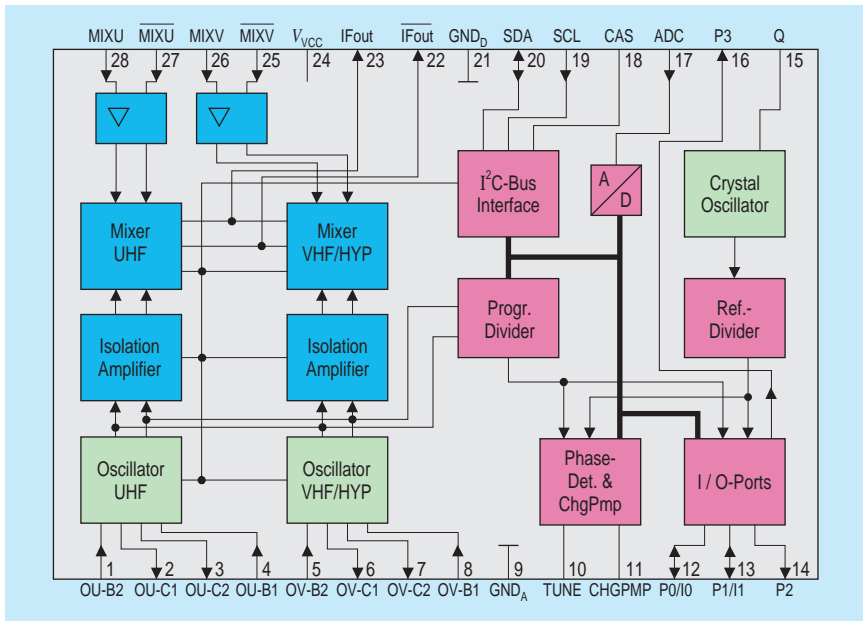 MIXU MIXU MIXV MIXV VVCC IFout IFout GNDD SDA SCL CAS ADC P3 Q
28 27 26 25 24 23 22 21 20 19 18 17 16 15
I2C-Bus
Interface
A
D
Crystal
Oscillator
Mixer
UHF
Mixer
VHF/HYP
Progr.
Divider
Ref.-
Divider
Isolation
Amplifier
Isolation
Amplifier
Oscillator
UHF
Oscillator
VHF/HYP
Phase-
Det. &
ChgPmp
I / O-Ports
1 2 3 4 5 6 7 8 9 10 11 12 13 14
OU-B2 OU-C1 OU-C2 OU-B1 OV-B2 OV-C1 OV-C2 OV-B1 GNDA TUNE CHGPMP P0/I0 P1/I1 P2